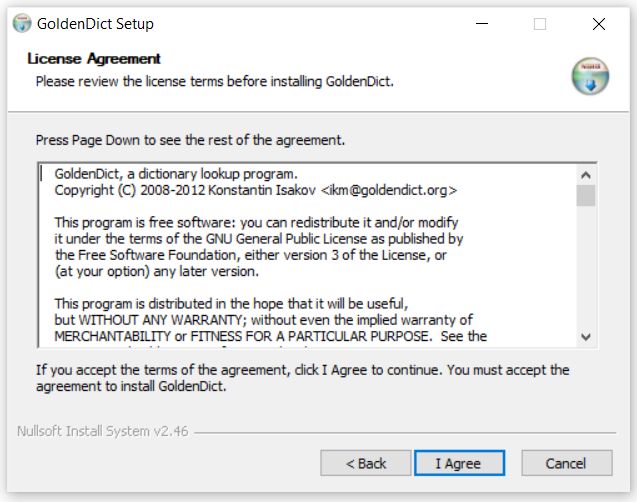 GoldenDict Setup
License Agreement
Please review the license terms before installing GoldenDict.
Press Page Down to see the rest of the agreement.
GoldenDict, a dictionary lookup program.
Copyright (C) 2008-2012 Konstantin Isakov <ikm@goldendict.org>
This program is free software: you can redistribute it and/or modify
it under the terms of the GNU General Public License as published by
the Free Software Foundation, either version 3 of the License, or
(at your option) any later version.
This program is distributed in the hope that it will be useful,
but WITHOUT ANY WARRANTY; without even the implied warranty of
MERCHANTABILITY or FITNESS FOR A PARTICULAR PURPOSE.  See the
If you accept the terms of the agreement, click I Agree to continue. You must accept the
agreement to install GoldenDict.
Nullsoft Install System v2.46
< Back
I Agree
Cancel